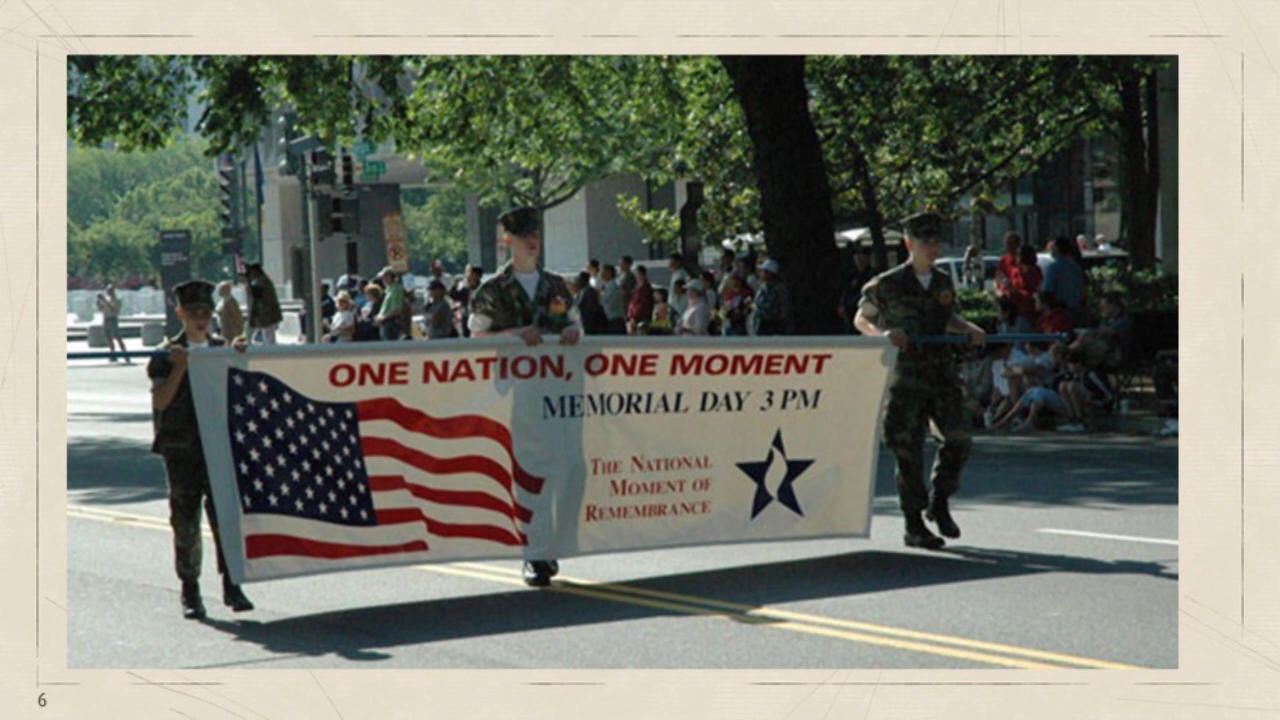 ONE NATION, ONE MOMENT
MEMORIAL DAY 3 PM
THE NATIONAL
MOMENT OF
REMEMBRANCE
6